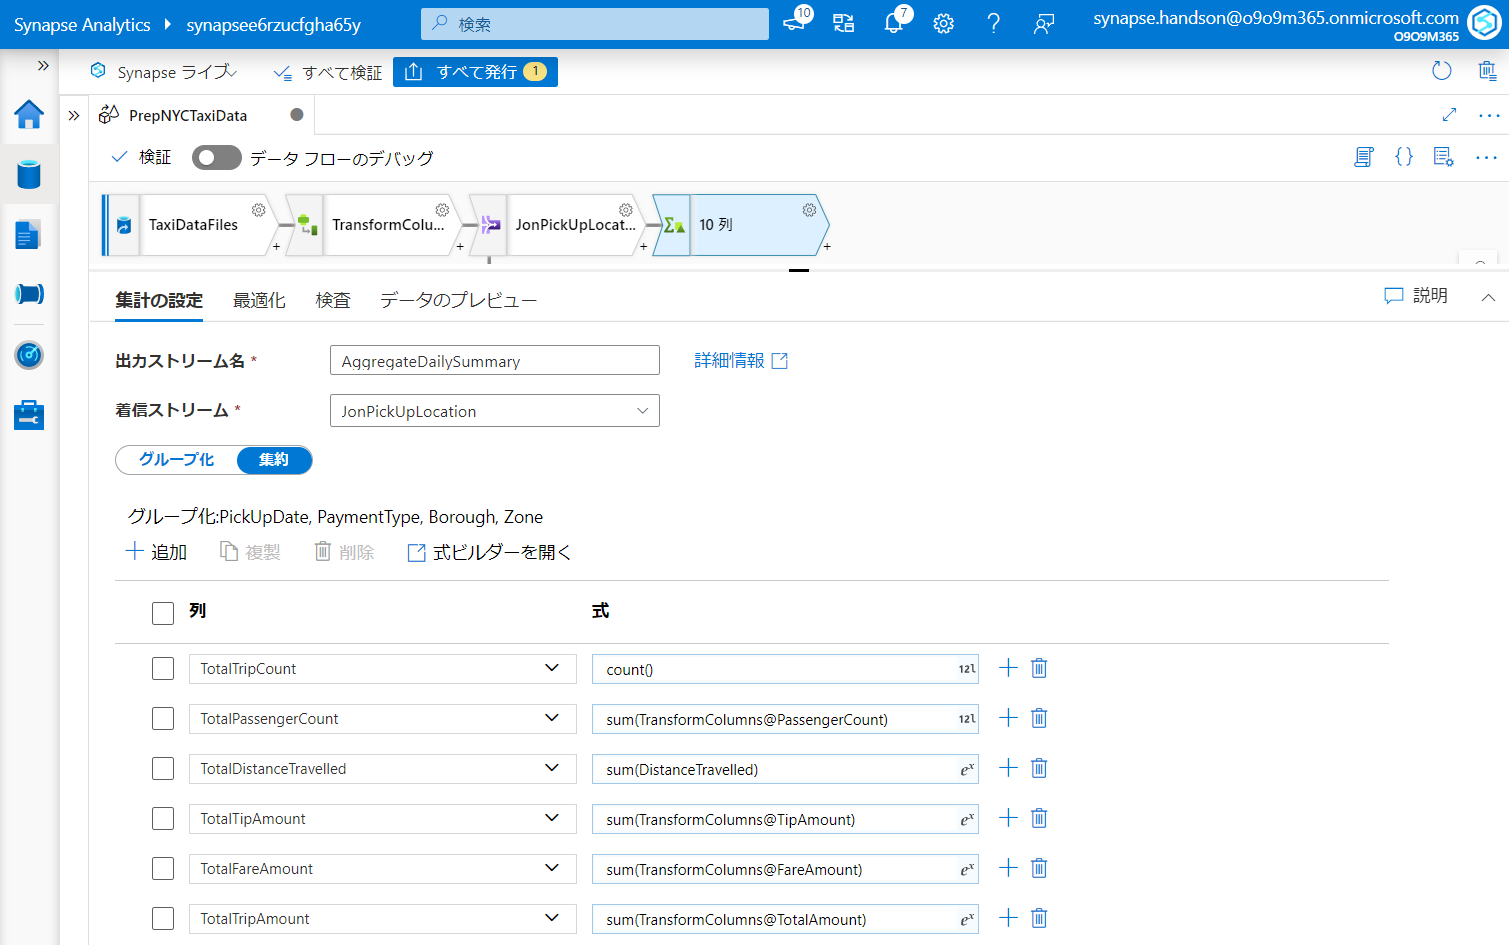 Synapse Analytics
synapsee6rzucfgha65y
検索
10
7
synapse.handson@o9o9m365.onmicrosoft.com
O9O9M365
Synapse ライブ
すべて検証
すべて発行
1
PrepNYCTaxiData
検証
データ フローのデバッグ
TaxiDataFiles
TransformColu...
JonPickUpLocat...
10 列
集計の設定
最適化
検査
データのプレビュー
説明
出力ストリーム名 *
AggregateDailySummary
詳細情報
着信ストリーム *
JonPickUpLocation
グループ化
集約
グループ化:PickUpDate, PaymentType, Borough, Zone
追加
複製
削除
式ビルダーを開く
列
式
TotalTripCount
count()
12l
TotalPassengerCount
sum(TransformColumns@PassengerCount)
12l
TotalDistanceTravelled
sum(DistanceTravelled)
eˣ
TotalTipAmount
sum(TransformColumns@TipAmount)
eˣ
TotalFareAmount
sum(TransformColumns@FareAmount)
eˣ
TotalTripAmount
sum(TransformColumns@TotalAmount)
eˣ